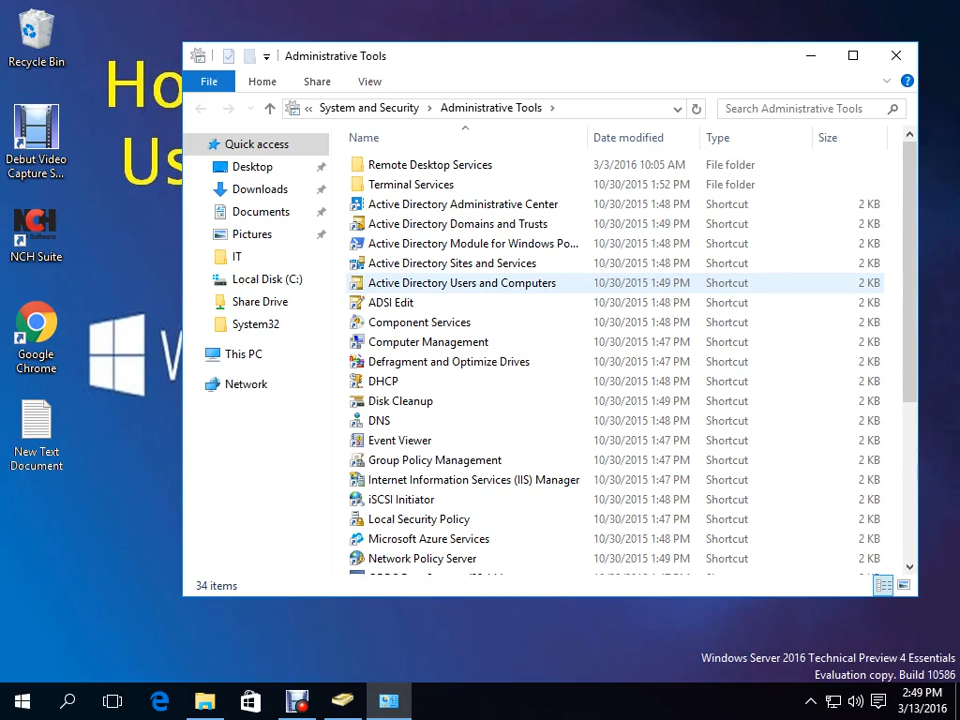 Recycle Bin
Debut Video
Capture S...
NCH Suite
Google
Chrome
New Text
Document
Ho
Us
W
Administrative Tools
File
Home
Share
View
« System and Security > Administrative Tools >
Search Administrative Tools
Quick access
Desktop
Downloads
Documents
Pictures
IT
Local Disk (C:)
Share Drive
System32
This PC
Network
Name Date modified Type Size
Remote Desktop Services 3/3/2016 10:05 AM File folder
Terminal Services 10/30/2015 1:52 PM File folder
Active Directory Administrative Center 10/30/2015 1:48 PM Shortcut 2 KB
Active Directory Domains and Trusts 10/30/2015 1:49 PM Shortcut 2 KB
Active Directory Module for Windows Po... 10/30/2015 1:48 PM Shortcut 2 KB
Active Directory Sites and Services 10/30/2015 1:48 PM Shortcut 2 KB
Active Directory Users and Computers 10/30/2015 1:49 PM Shortcut 2 KB
ADSI Edit 10/30/2015 1:48 PM Shortcut 2 KB
Component Services 10/30/2015 1:48 PM Shortcut 2 KB
Computer Management 10/30/2015 1:47 PM Shortcut 2 KB
Defragment and Optimize Drives 10/30/2015 1:47 PM Shortcut 2 KB
DHCP 10/30/2015 1:48 PM Shortcut 2 KB
Disk Cleanup 10/30/2015 1:49 PM Shortcut 2 KB
DNS 10/30/2015 1:48 PM Shortcut 2 KB
Event Viewer 10/30/2015 1:47 PM Shortcut 2 KB
Group Policy Management 10/30/2015 1:47 PM Shortcut 2 KB
Internet Information Services (IIS) Manager 10/30/2015 1:47 PM Shortcut 2 KB
iSCSI Initiator 10/30/2015 1:48 PM Shortcut 2 KB
Local Security Policy 10/30/2015 1:47 PM Shortcut 2 KB
Microsoft Azure Services 10/30/2015 1:48 PM Shortcut 2 KB
Network Policy Server 10/30/2015 1:49 PM Shortcut 2 KB
34 items
Windows Server 2016 Technical Preview 4 Essentials
Evaluation copy. Build 10586
2:49 PM
3/13/2016